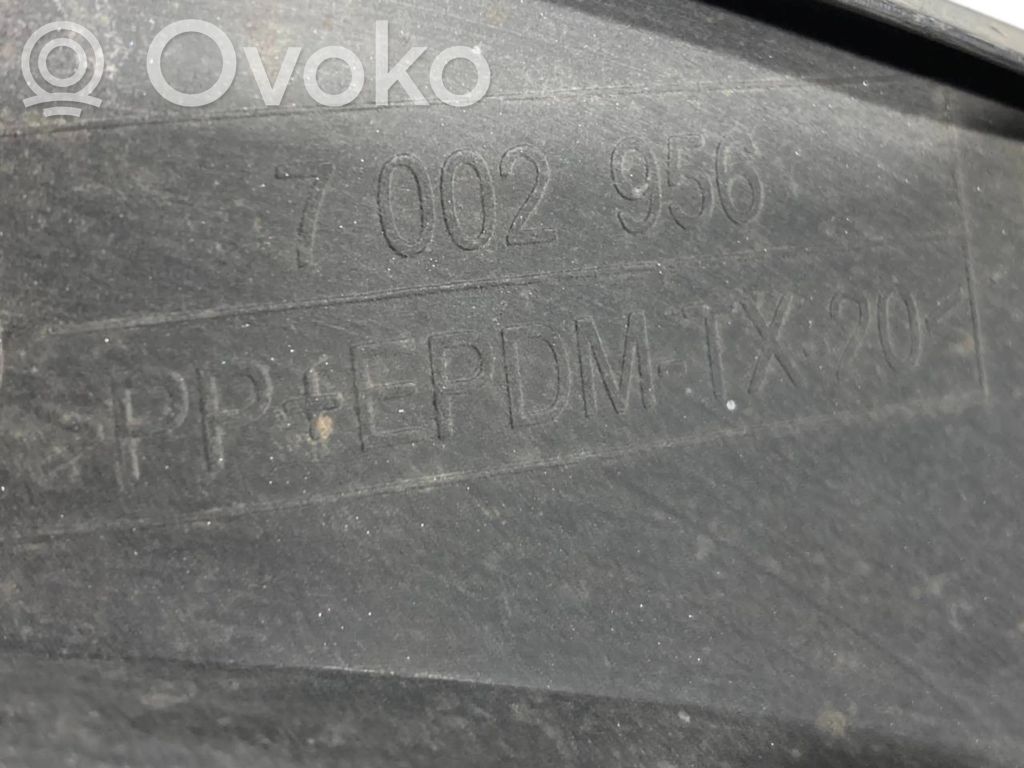 Ovoko
7 002 956
>PP+EPDM-TX 20<